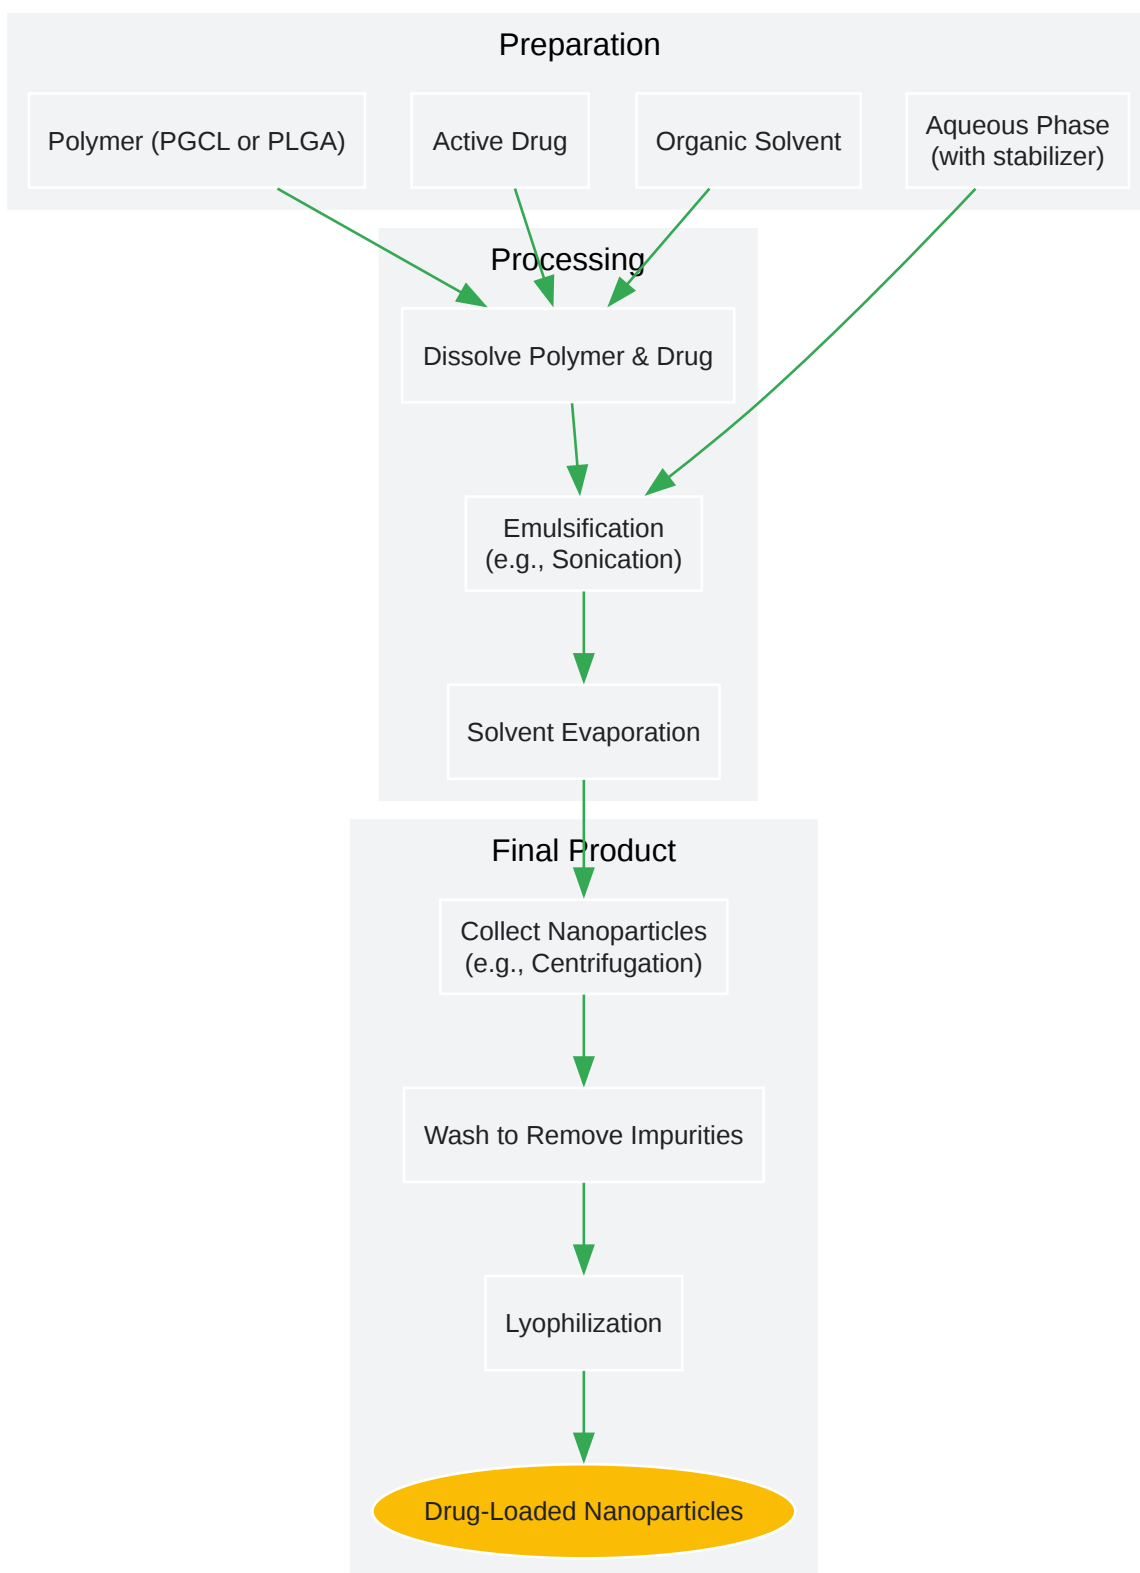 Preparation
Polymer (PGCL or PLGA)
Active Drug
Organic Solvent
Aqueous Phase
(with stabilizer)
Processing
Dissolve Polymer & Drug
Emulsification
(e.g., Sonication)
Solvent Evaporation
Final Product
Collect Nanoparticles
(e.g., Centrifugation)
Wash to Remove Impurities
Lyophilization
Drug-Loaded Nanoparticles